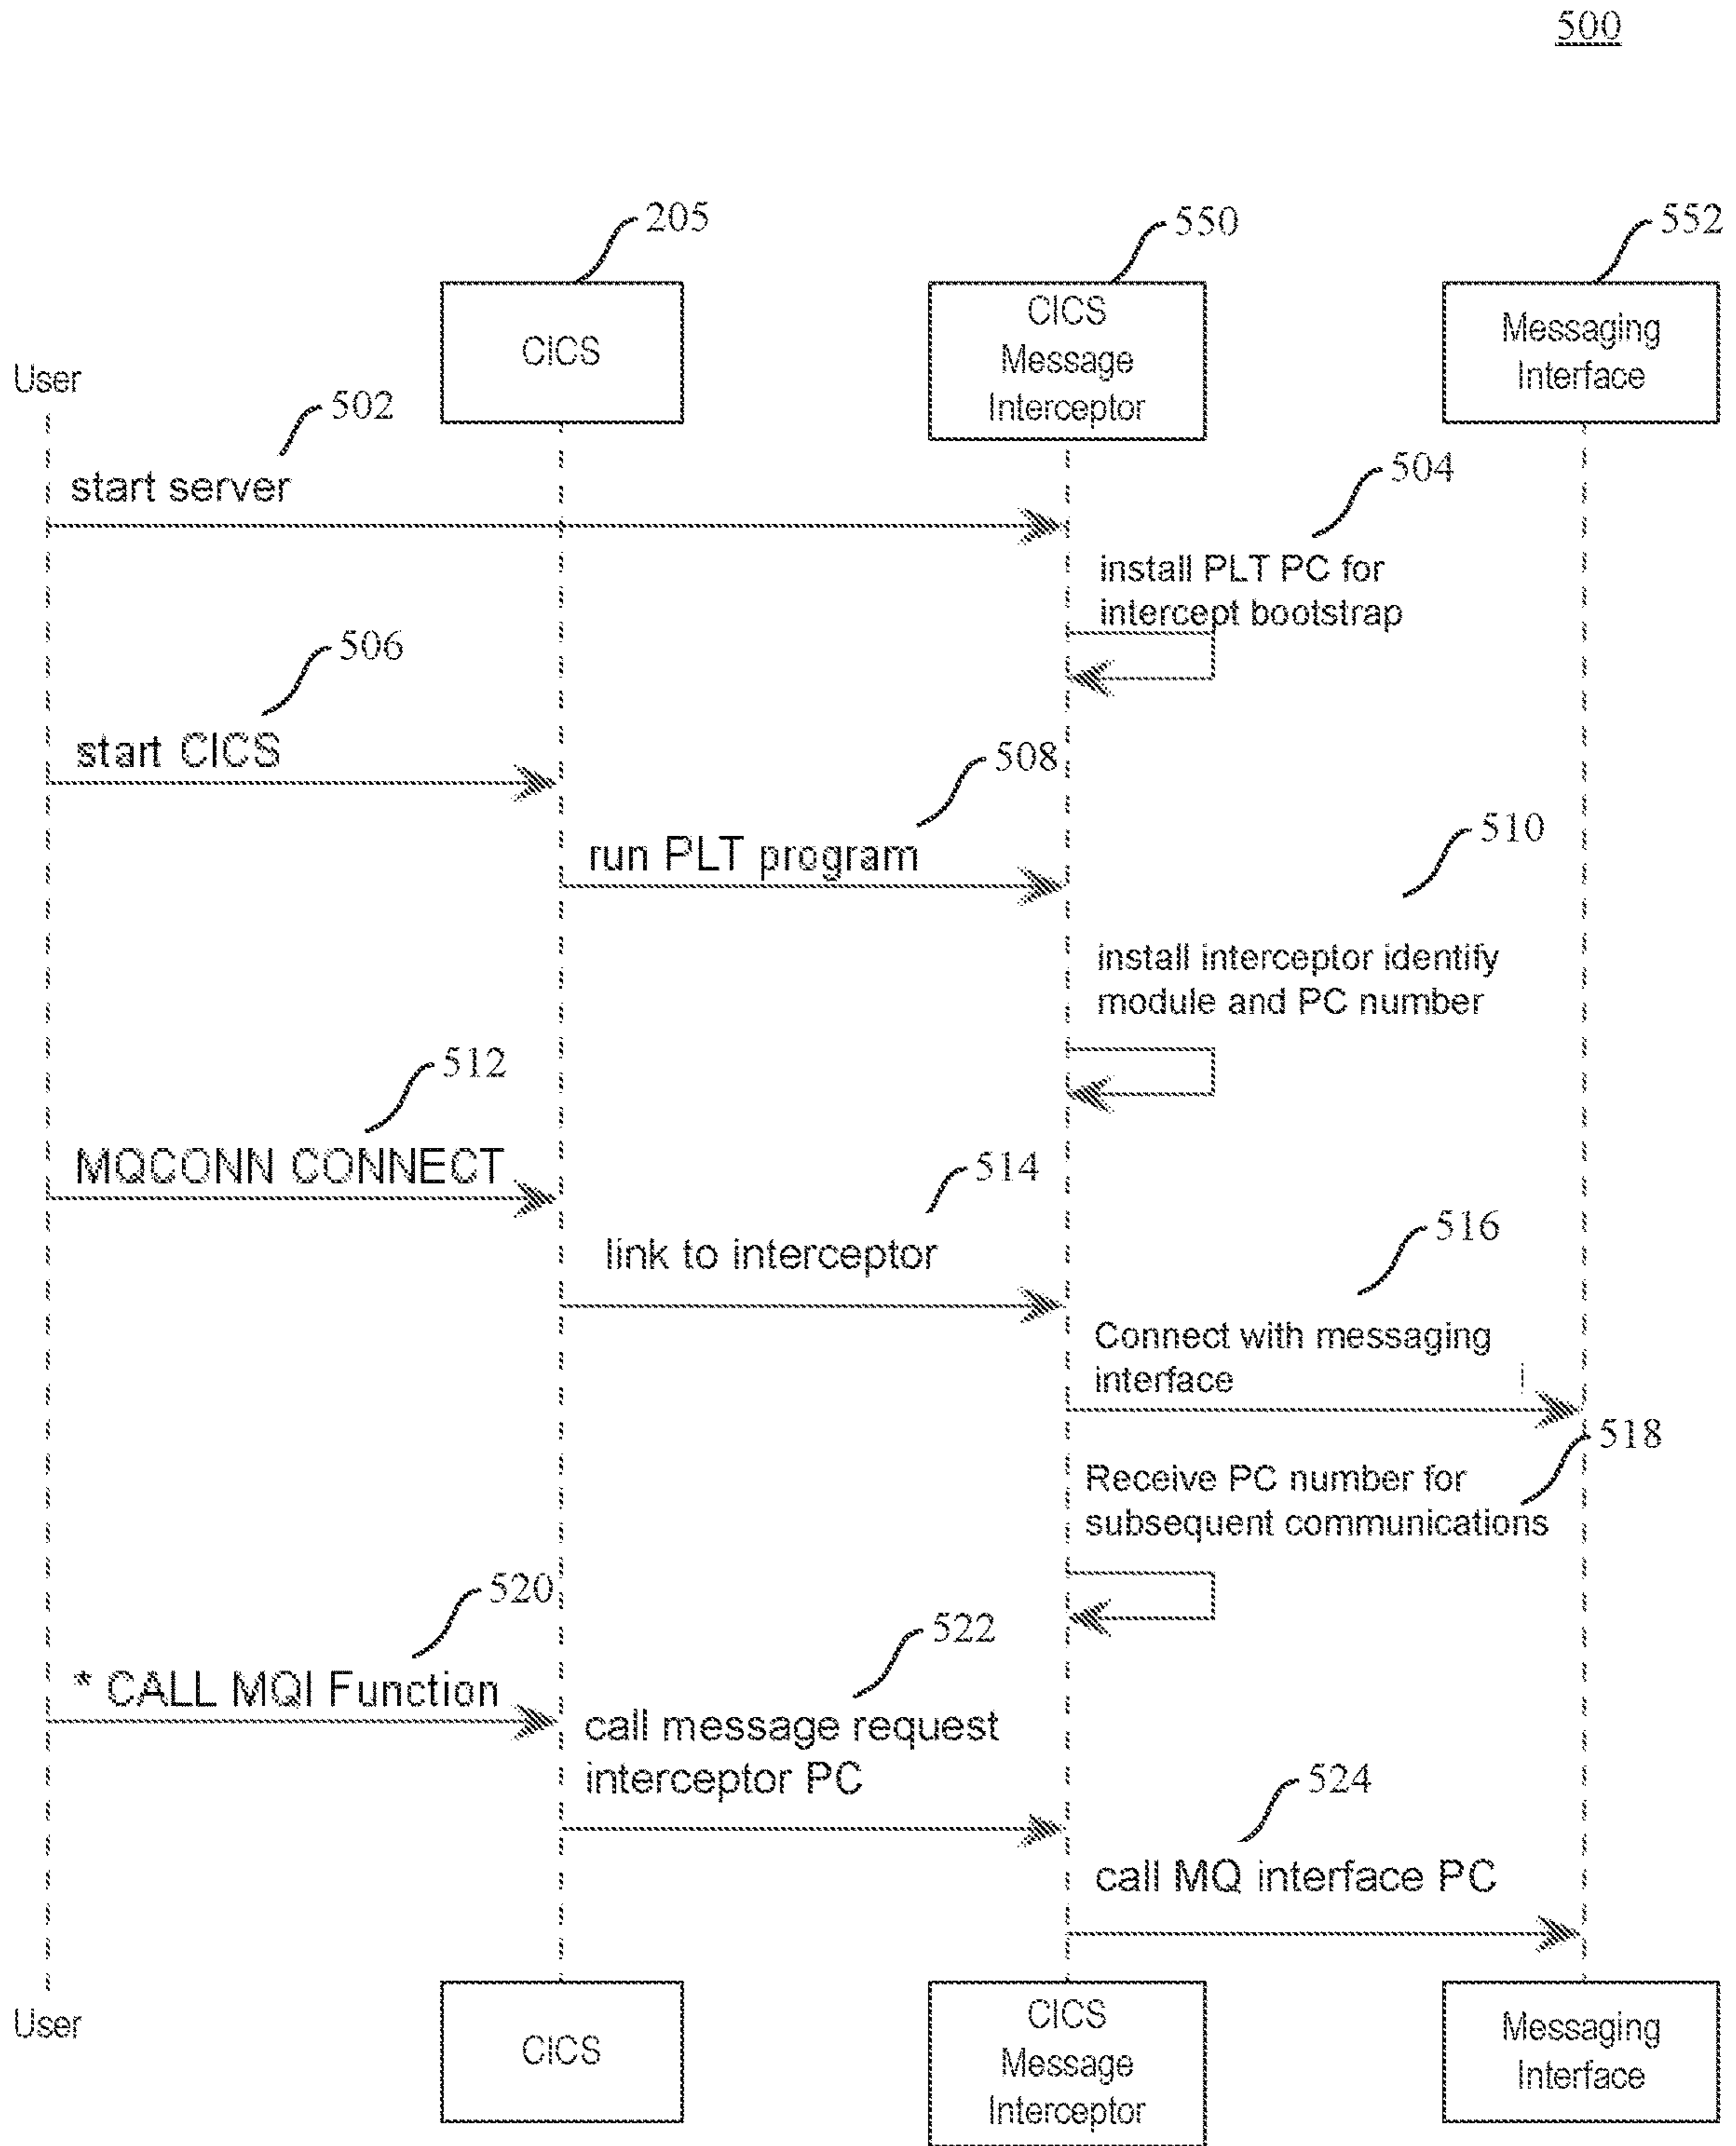 500
205
550
552
CICS
CICS
Message
Interceptor
Messaging
Interface
User
502
start server
504
install PLT PC for
intercept bootstrap
506
start CICS
508
run PLT program
510
install interceptor identify
module and PC number
512
MQCONN CONNECT
514
link to interceptor
516
Connect with messaging
interface
518
Receive PC number for
subsequent communications
520
* CALL MQI Function
522
call message request
interceptor PC
524
call MQ interface PC
User
CICS
CICS
Message
Interceptor
Messaging
Interface